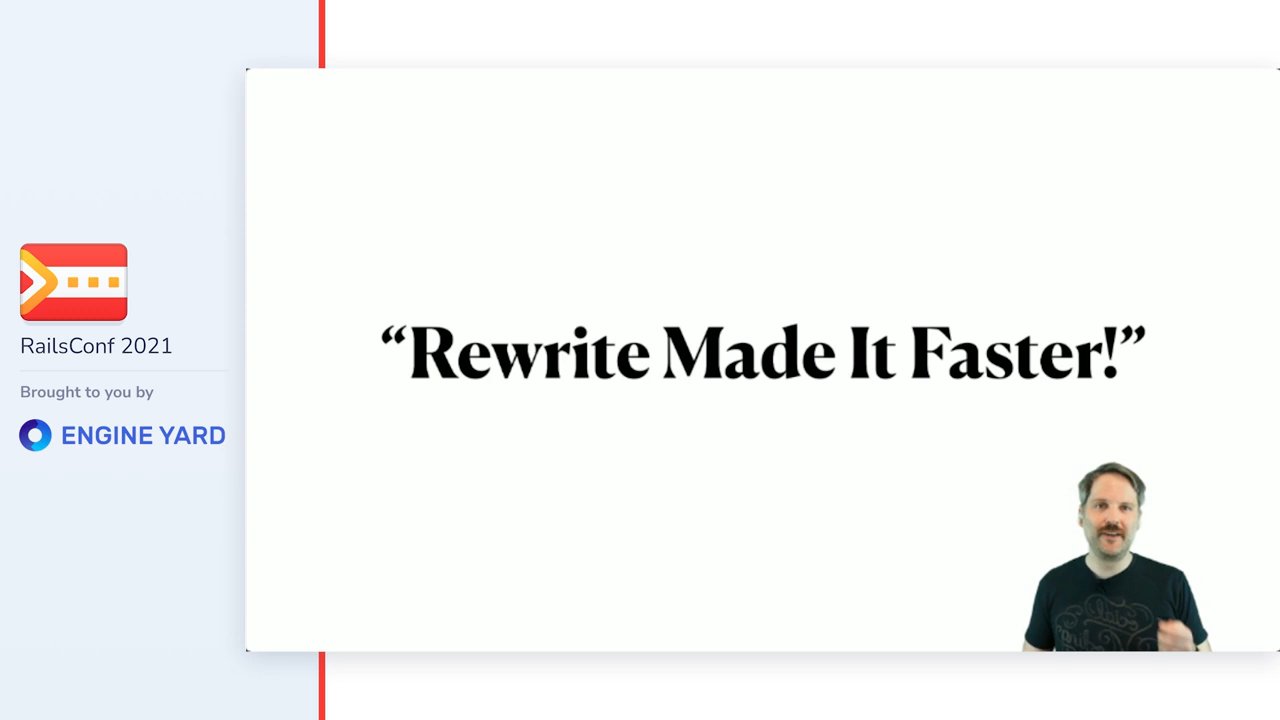 RailsConf 2021
Brought to you by
ENGINE YARD
“Rewrite Made It Faster!”